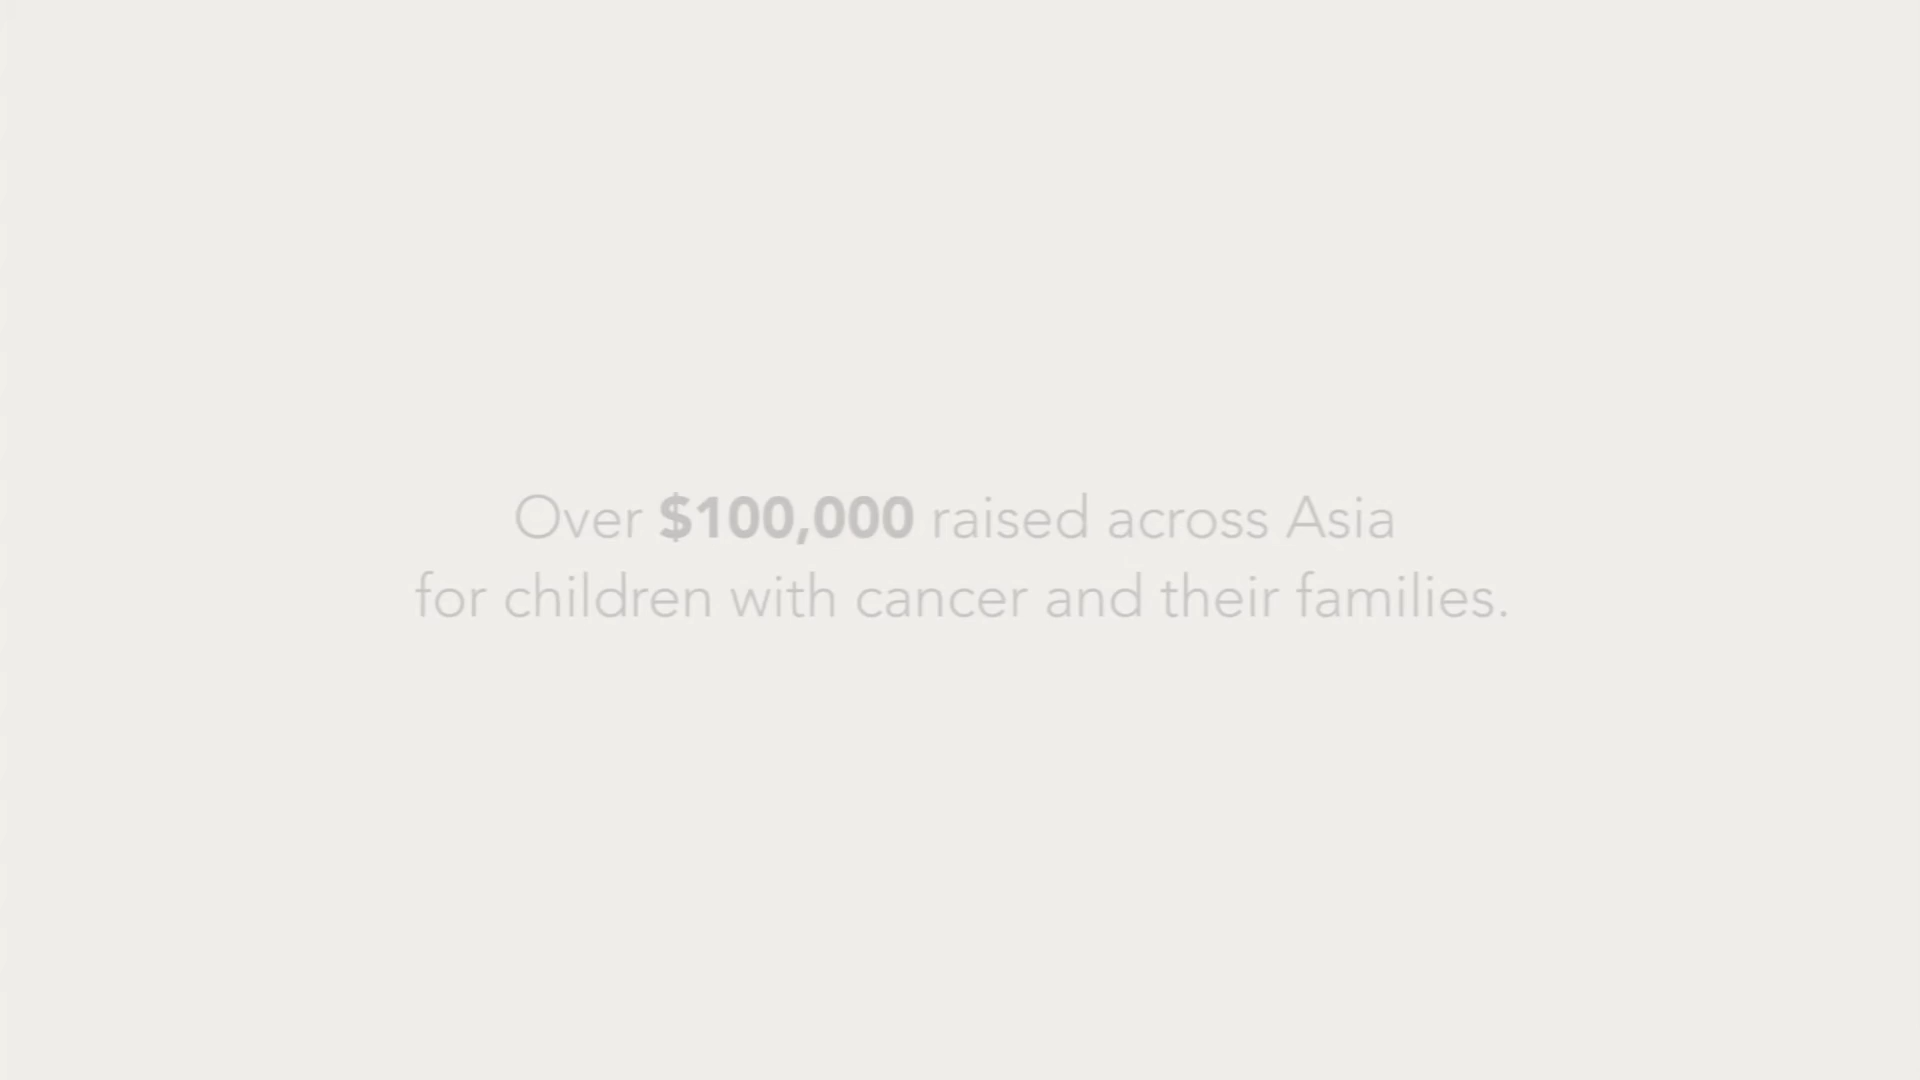 Over $100,000 raised across Asia
for children with cancer and their families.